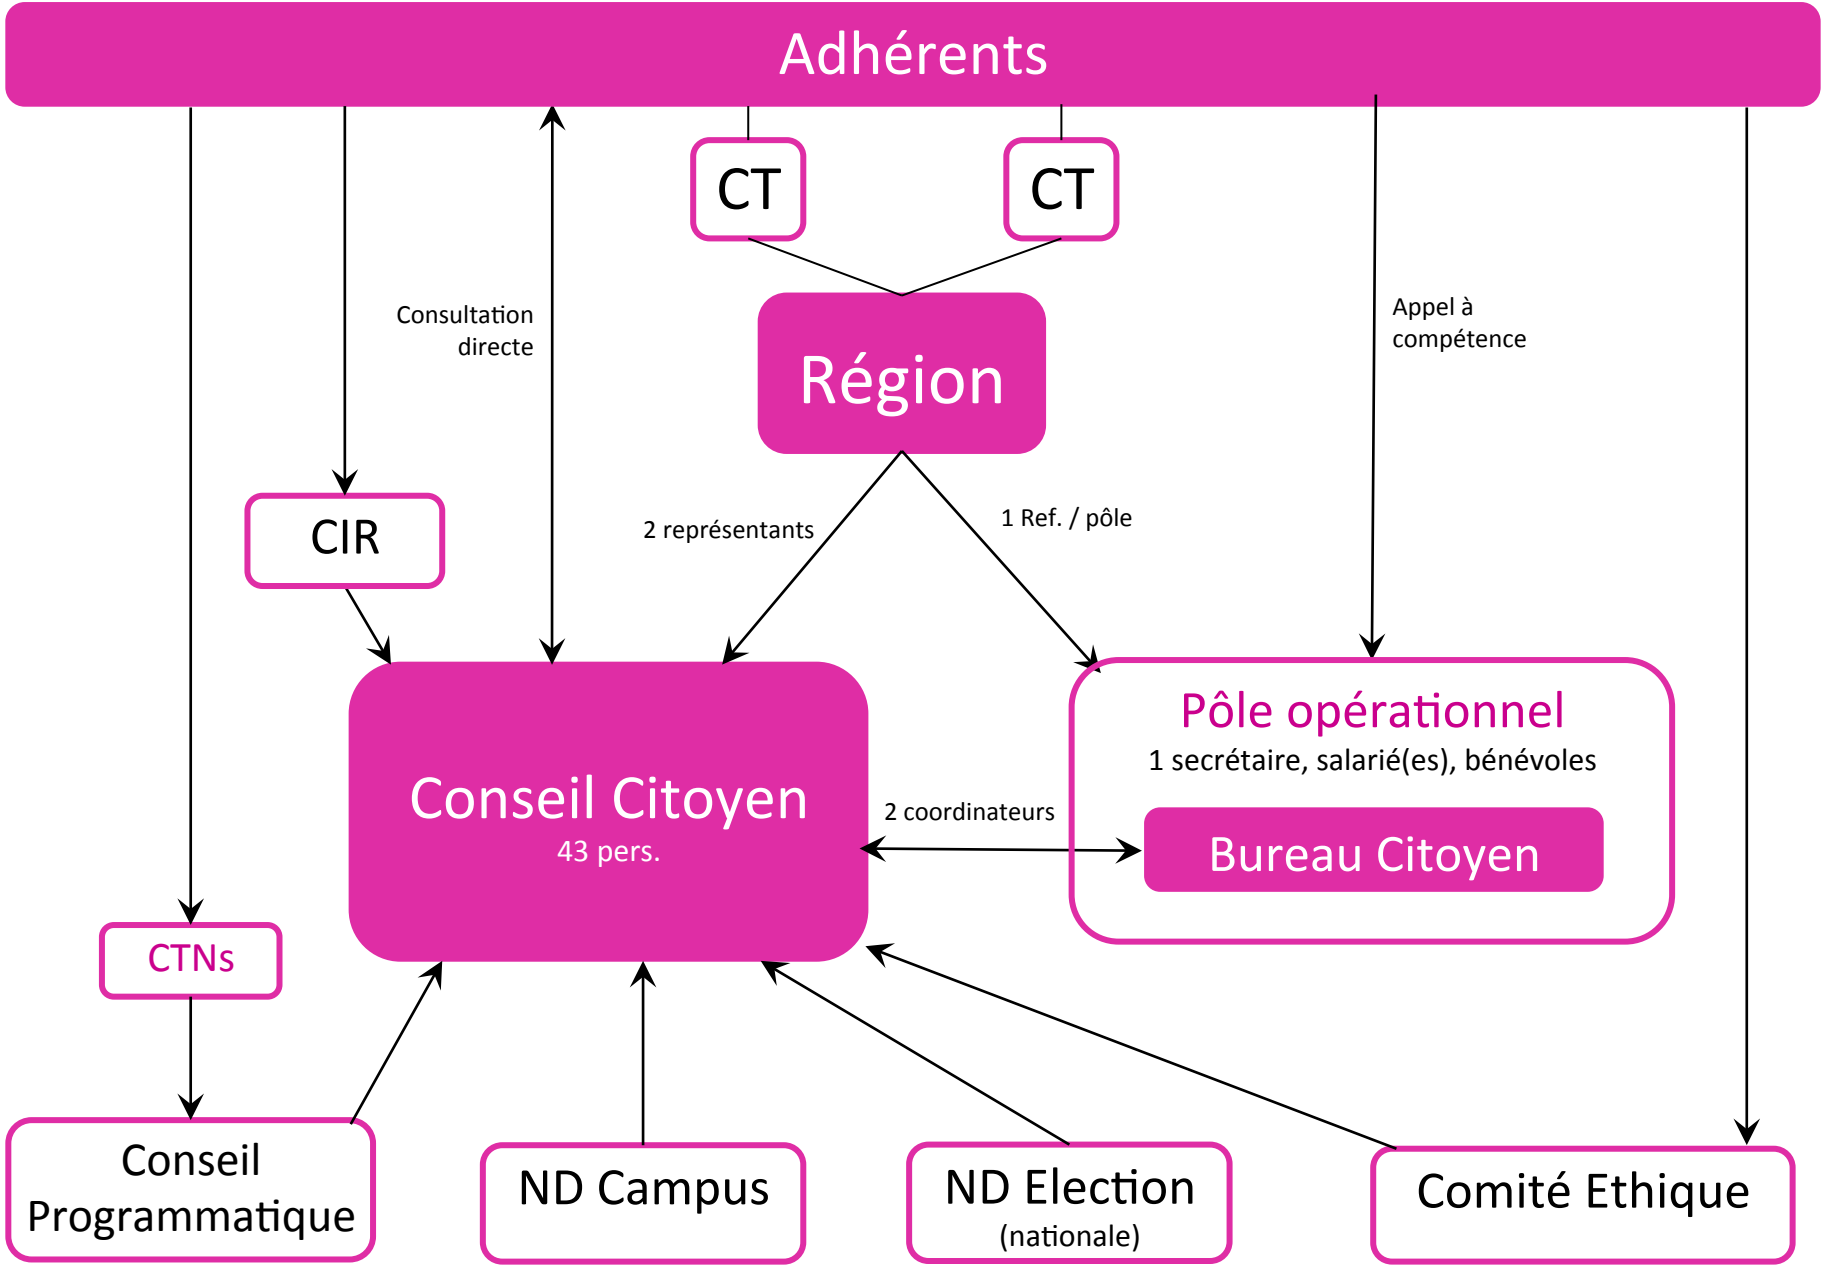 Adhérents
CT
CT
Consultation
directe
Appel à
compétence
Région
CIR
2 représentants
1 Ref. / pôle
Pôle opérationnel
1 secrétaire, salarié(es), bénévoles
Conseil Citoyen
43 pers.
2 coordinateurs
Bureau Citoyen
CTNs
Conseil
Programmatique
ND Campus
ND Election
(nationale)
Comité Ethique